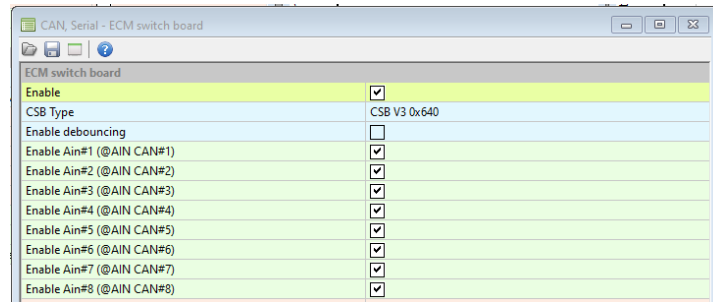 CAN, Serial - ECM switch board
ECM switch board
Enable
CSB Type CSB V3 0x640
Enable debouncing
Enable Ain#1 (@AIN CAN#1)
Enable Ain#2 (@AIN CAN#2)
Enable Ain#3 (@AIN CAN#3)
Enable Ain#4 (@AIN CAN#4)
Enable Ain#5 (@AIN CAN#5)
Enable Ain#6 (@AIN CAN#6)
Enable Ain#7 (@AIN CAN#7)
Enable Ain#8 (@AIN CAN#8)